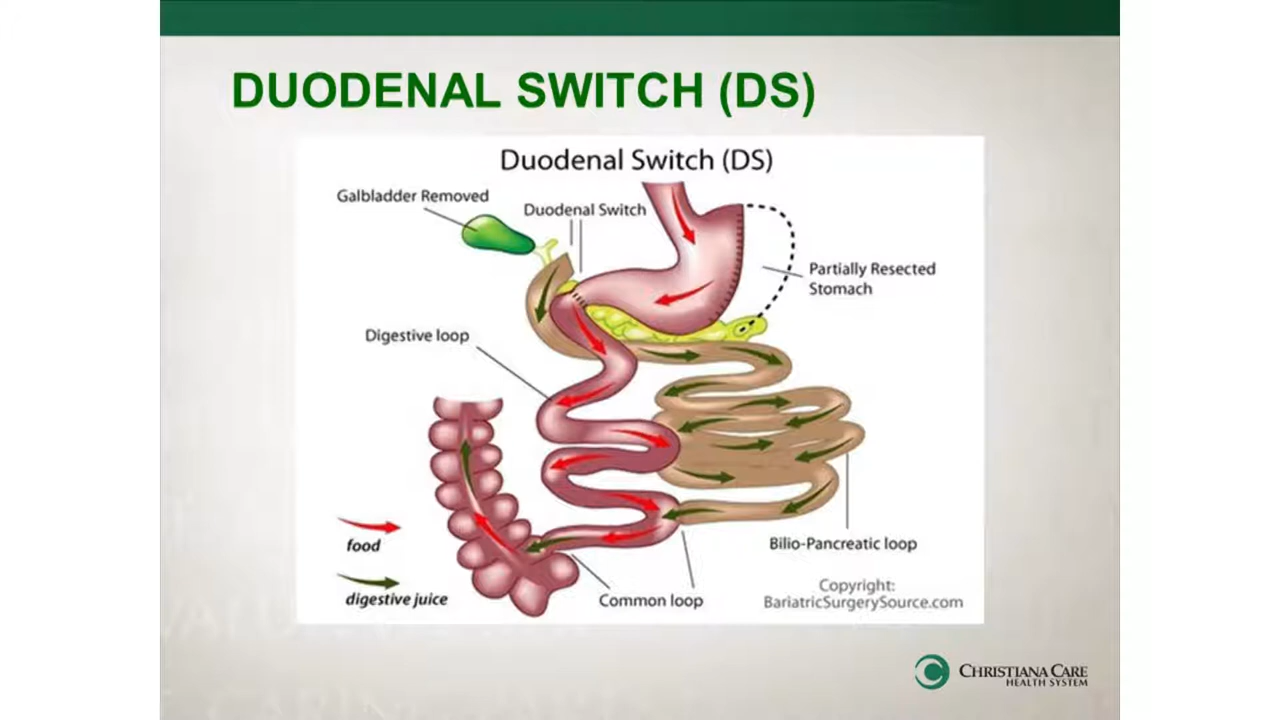 DUODENAL SWITCH (DS)
Duodenal Switch (DS)
Galbladder Removed
Duodenal Switch
Partially Resected
Stomach
Digestive loop
food
digestive juice
Common loop
Bilio-Pancreatic loop
Copyright:
BariatricSurgerySource.com
CHRISTIANA CARE
HEALTH SYSTEM